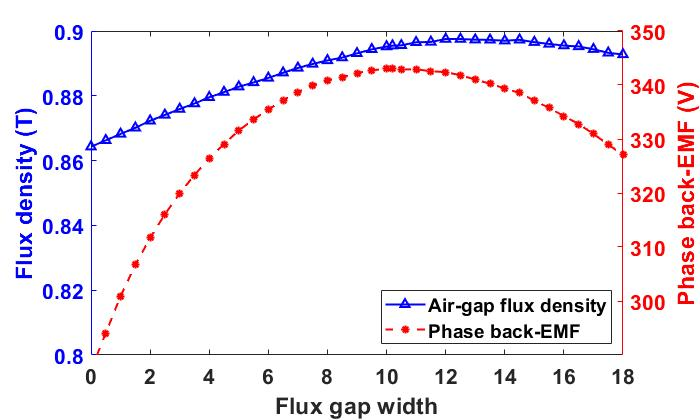 0.9
0.88
0.86
0.84
0.82
0.8
Flux density (T)
350
340
330
320
310
300
Phase back-EMF (V)
Air-gap flux density
Phase back-EMF
0 2 4 6 8 10 12 14 16 18
Flux gap width